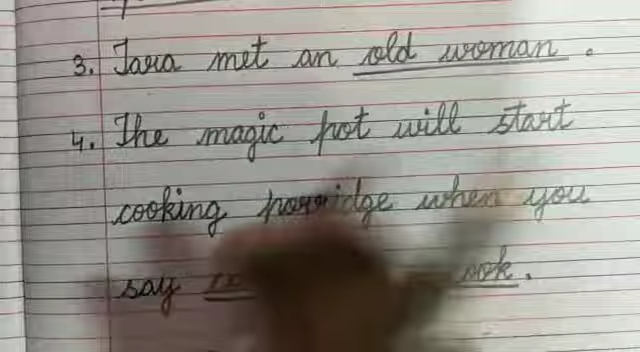 3. Tara met an old woman.
4. The magic pot will start
cooking porridge when you
say